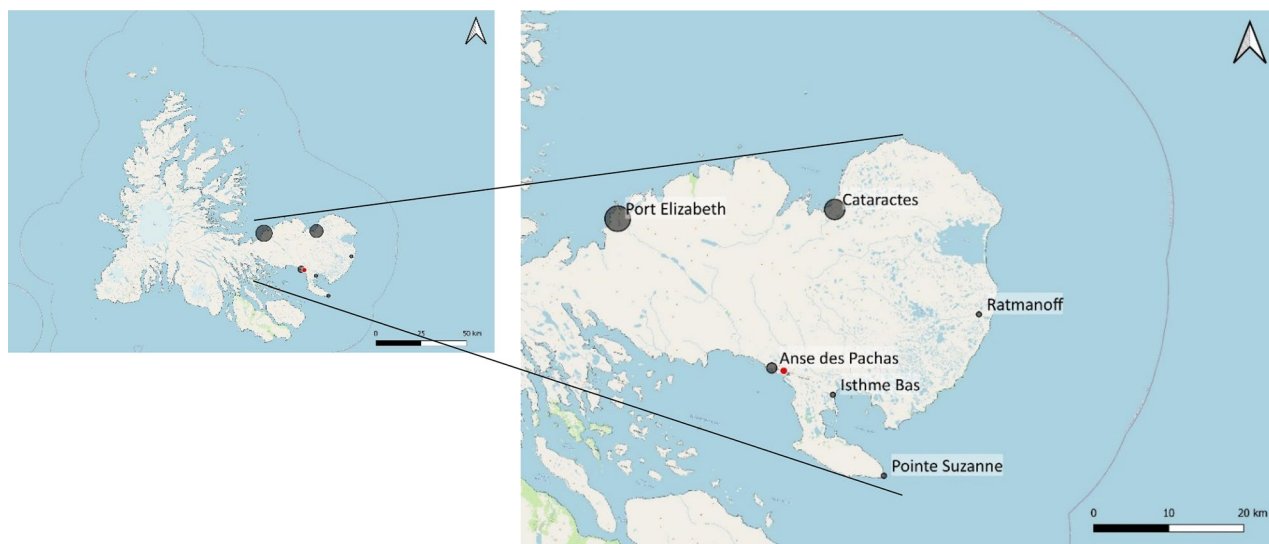 0 25 50 km
Port Elizabeth
Cataractes
Ratmanoff
Anse des Pachas
Isthme Bas
Pointe Suzanne
0 10 20 km